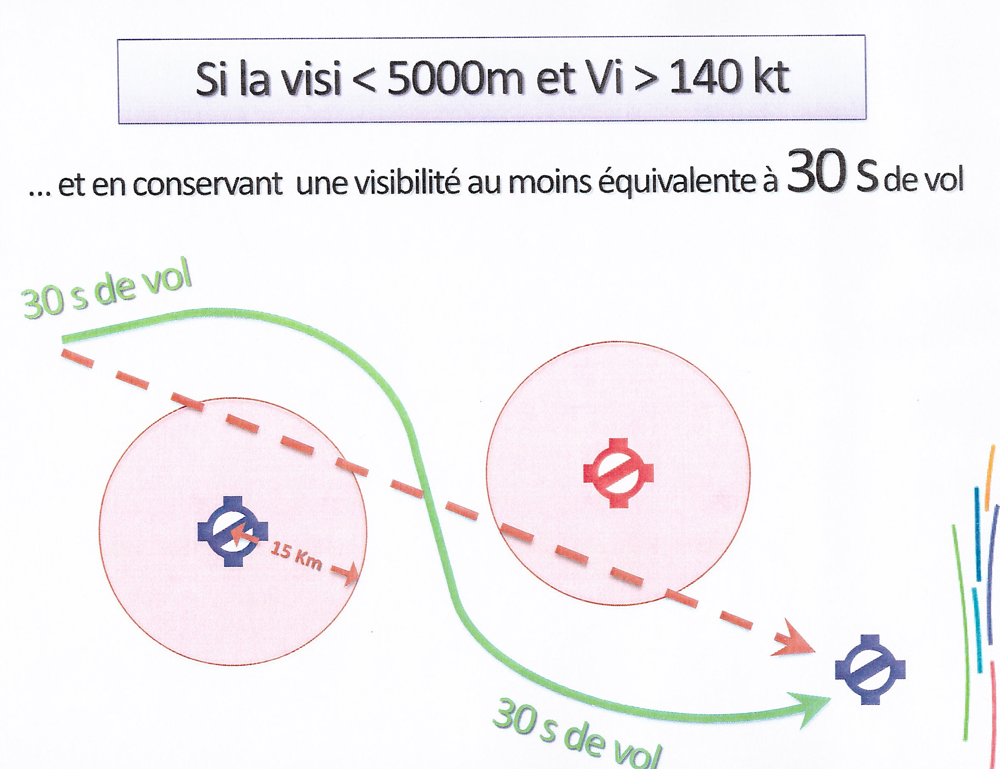 Si la visi < 5000m et Vi > 140 kt
... et en conservant une visibilité au moins équivalente à 30 s de vol
30 s de vol
15 Km
30 s de vol